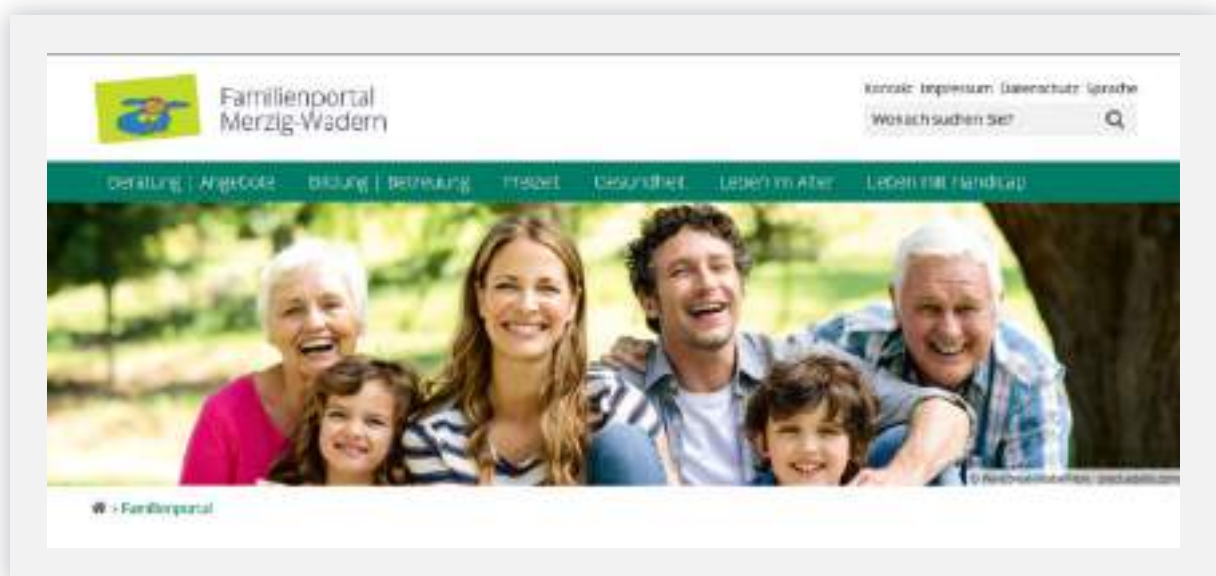 Familienportal
Merzig-Wadern
Kontakt Impressum Datenschutz Sprache
Wonach suchen Sie?
Beratung | Angebote Bildung | Betreuung Freizeit Gesundheit Leben im Alter Leben mit Handicap
> Familienportal